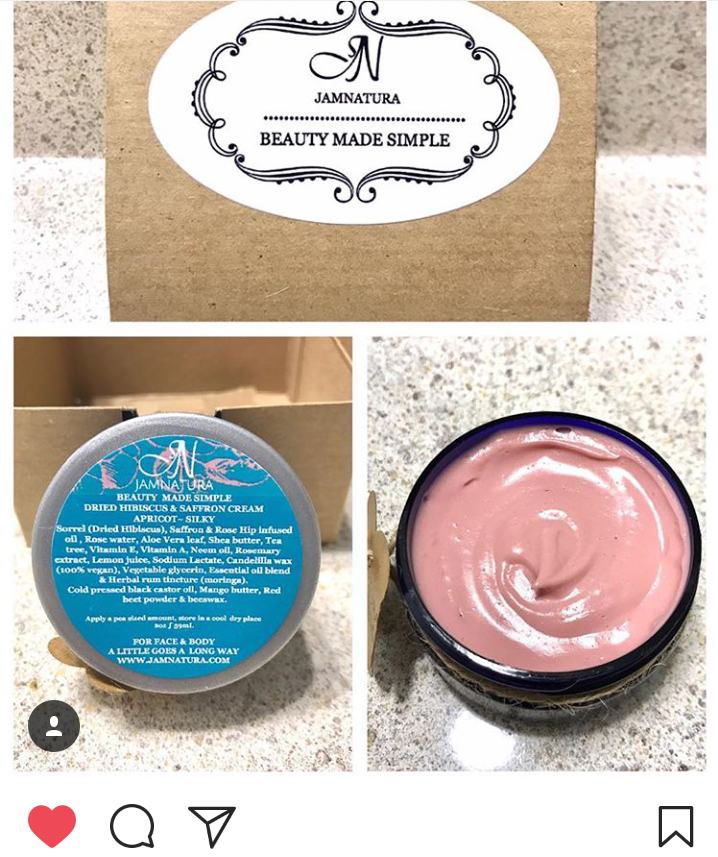 JN
JAMNATURA
BEAUTY MADE SIMPLE
JN
JAMNATURA
BEAUTY MADE SIMPLE
DRIED HIBISCUS & SAFFRON CREAM
APRICOT~ SILKY
Sorrel (Dried Hibiscus), Saffron & Rose Hip infused
oil , Rose water, Aloe Vera leaf, Shea butter, Tea
tree, Vitamin E, Vitamin A, Neem oil, Rosemary
extract, Lemon juice, Sodium Lactate, Candelilla wax
(100% vegan), Vegetable glycerin, Essential oil blend
& Herbal rum tincture (moringa).
Cold pressed black castor oil, Mango butter, Red
beet powder & beeswax.
Apply a pea sized amount, store in a cool dry place
2oz / 59ml.
FOR FACE & BODY
A LITTLE GOES A LONG WAY
WWW.JAMNATURA.COM